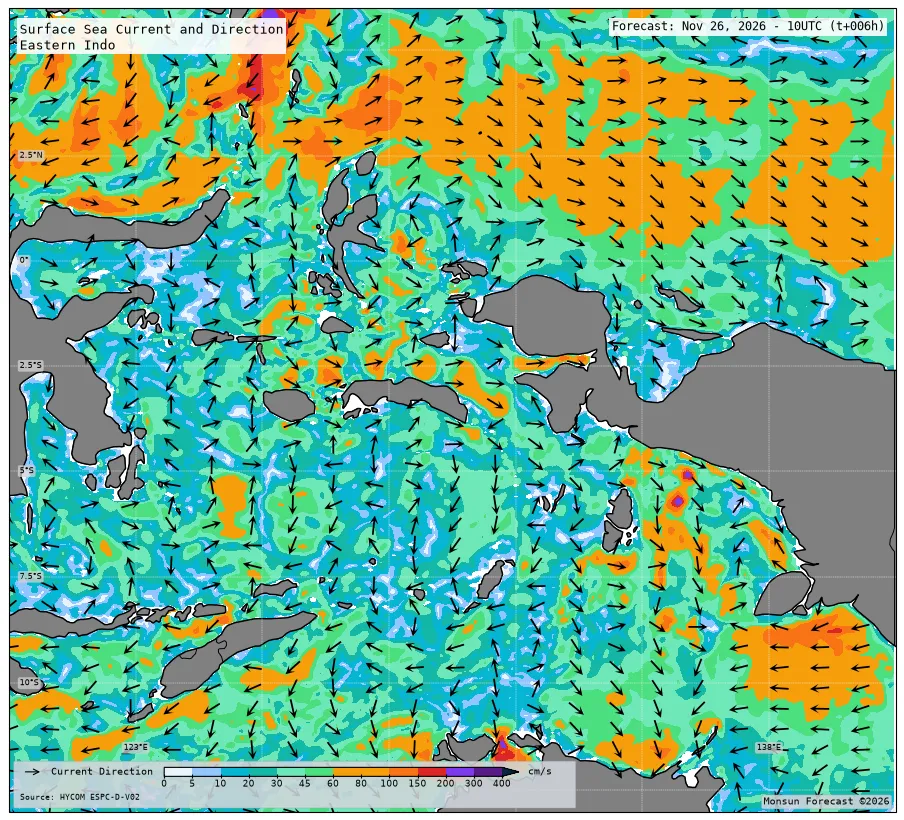 Surface Sea Current and Direction
Eastern Indo
Forecast: Nov 26, 2026 - 10UTC (t+006h)
2.5°N
0°
2.5°S
5°S
7.5°S
10°S
123°E
138°E
Current Direction
0 5 10 20 30 45 60 80 100 150 200 300 400 cm/s
Source: HYCOM ESPC-D-V02
Monsun Forecast ©2026